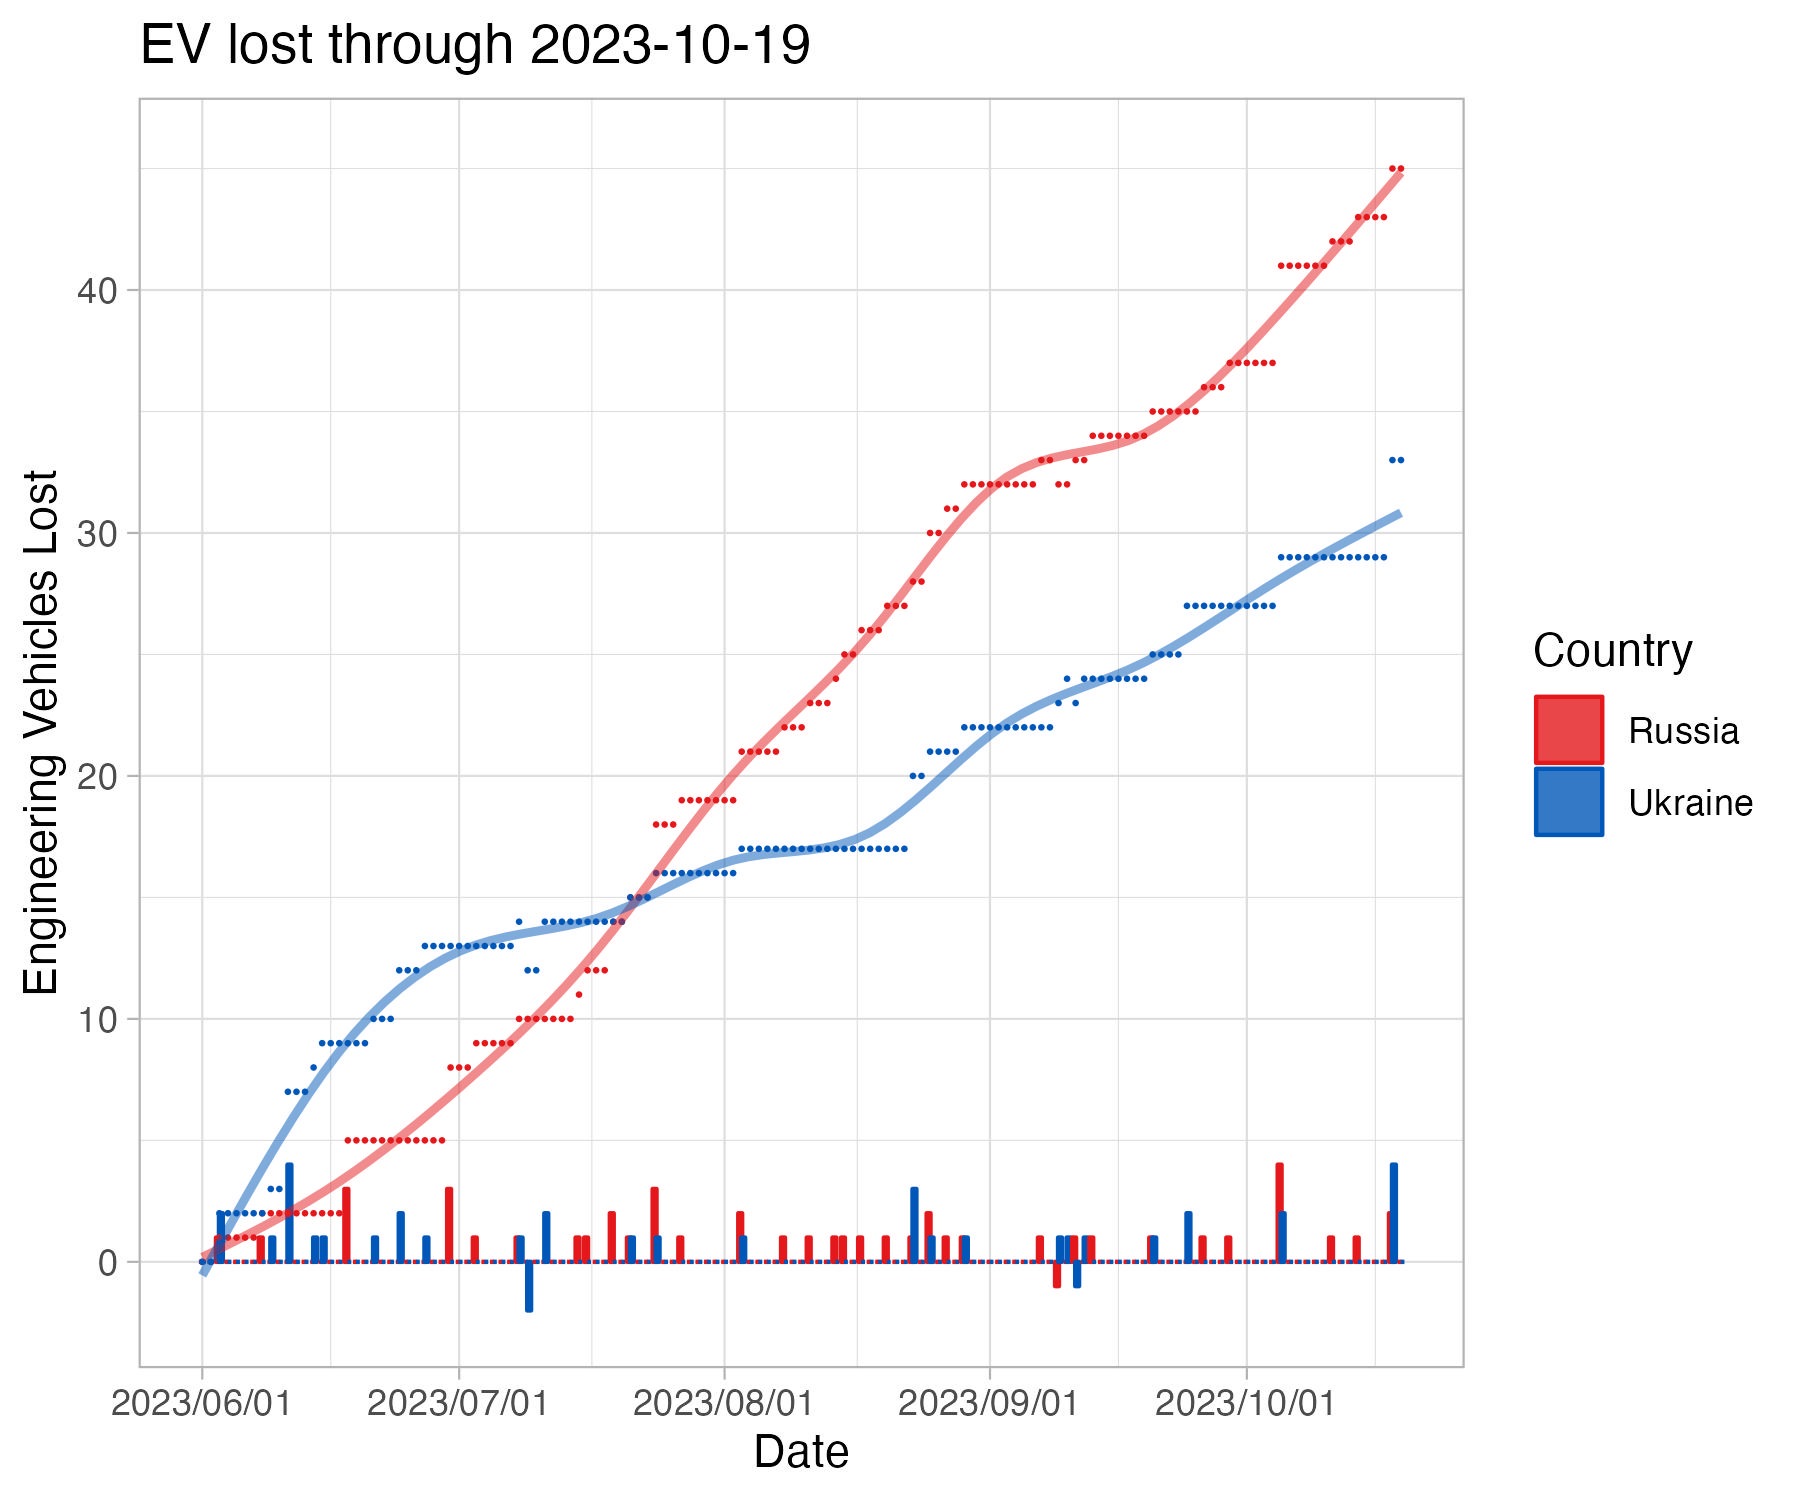 EV lost through 2023-10-19
Engineering Vehicles Lost
40
30
20
10
0
2023/06/01 2023/07/01 2023/08/01 2023/09/01 2023/10/01
Date
Country
Russia
Ukraine